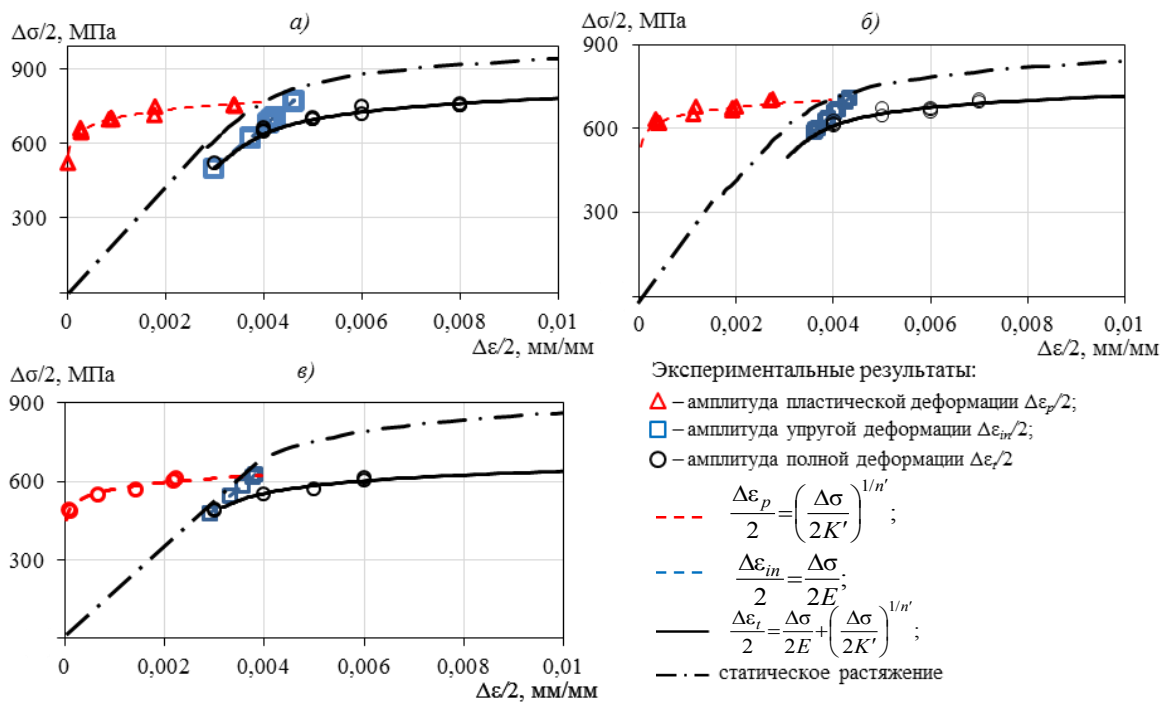 Δσ/2, МПа
а)
900
600
300
0
0,002
0,004
0,006
0,008
0,01
Δε/2, мм/мм
Δσ/2, МПа
б)
900
600
300
0
0,002
0,004
0,006
0,008
0,01
Δε/2, мм/мм
Δσ/2, МПа
в)
900
600
300
0
0,002
0,004
0,006
0,008
0,01
Δε/2, мм/мм
Экспериментальные результаты:
– амплитуда пластической деформации Δεp/2;
– амплитуда упругой деформации Δεin/2;
– амплитуда полной деформации Δεt/2
Δεp/2 = (Δσ/2K′)^1/n′;
Δεin/2 = Δσ/2E;
Δεt/2 = Δσ/2E + (Δσ/2K′)^1/n′;
статическое растяжение